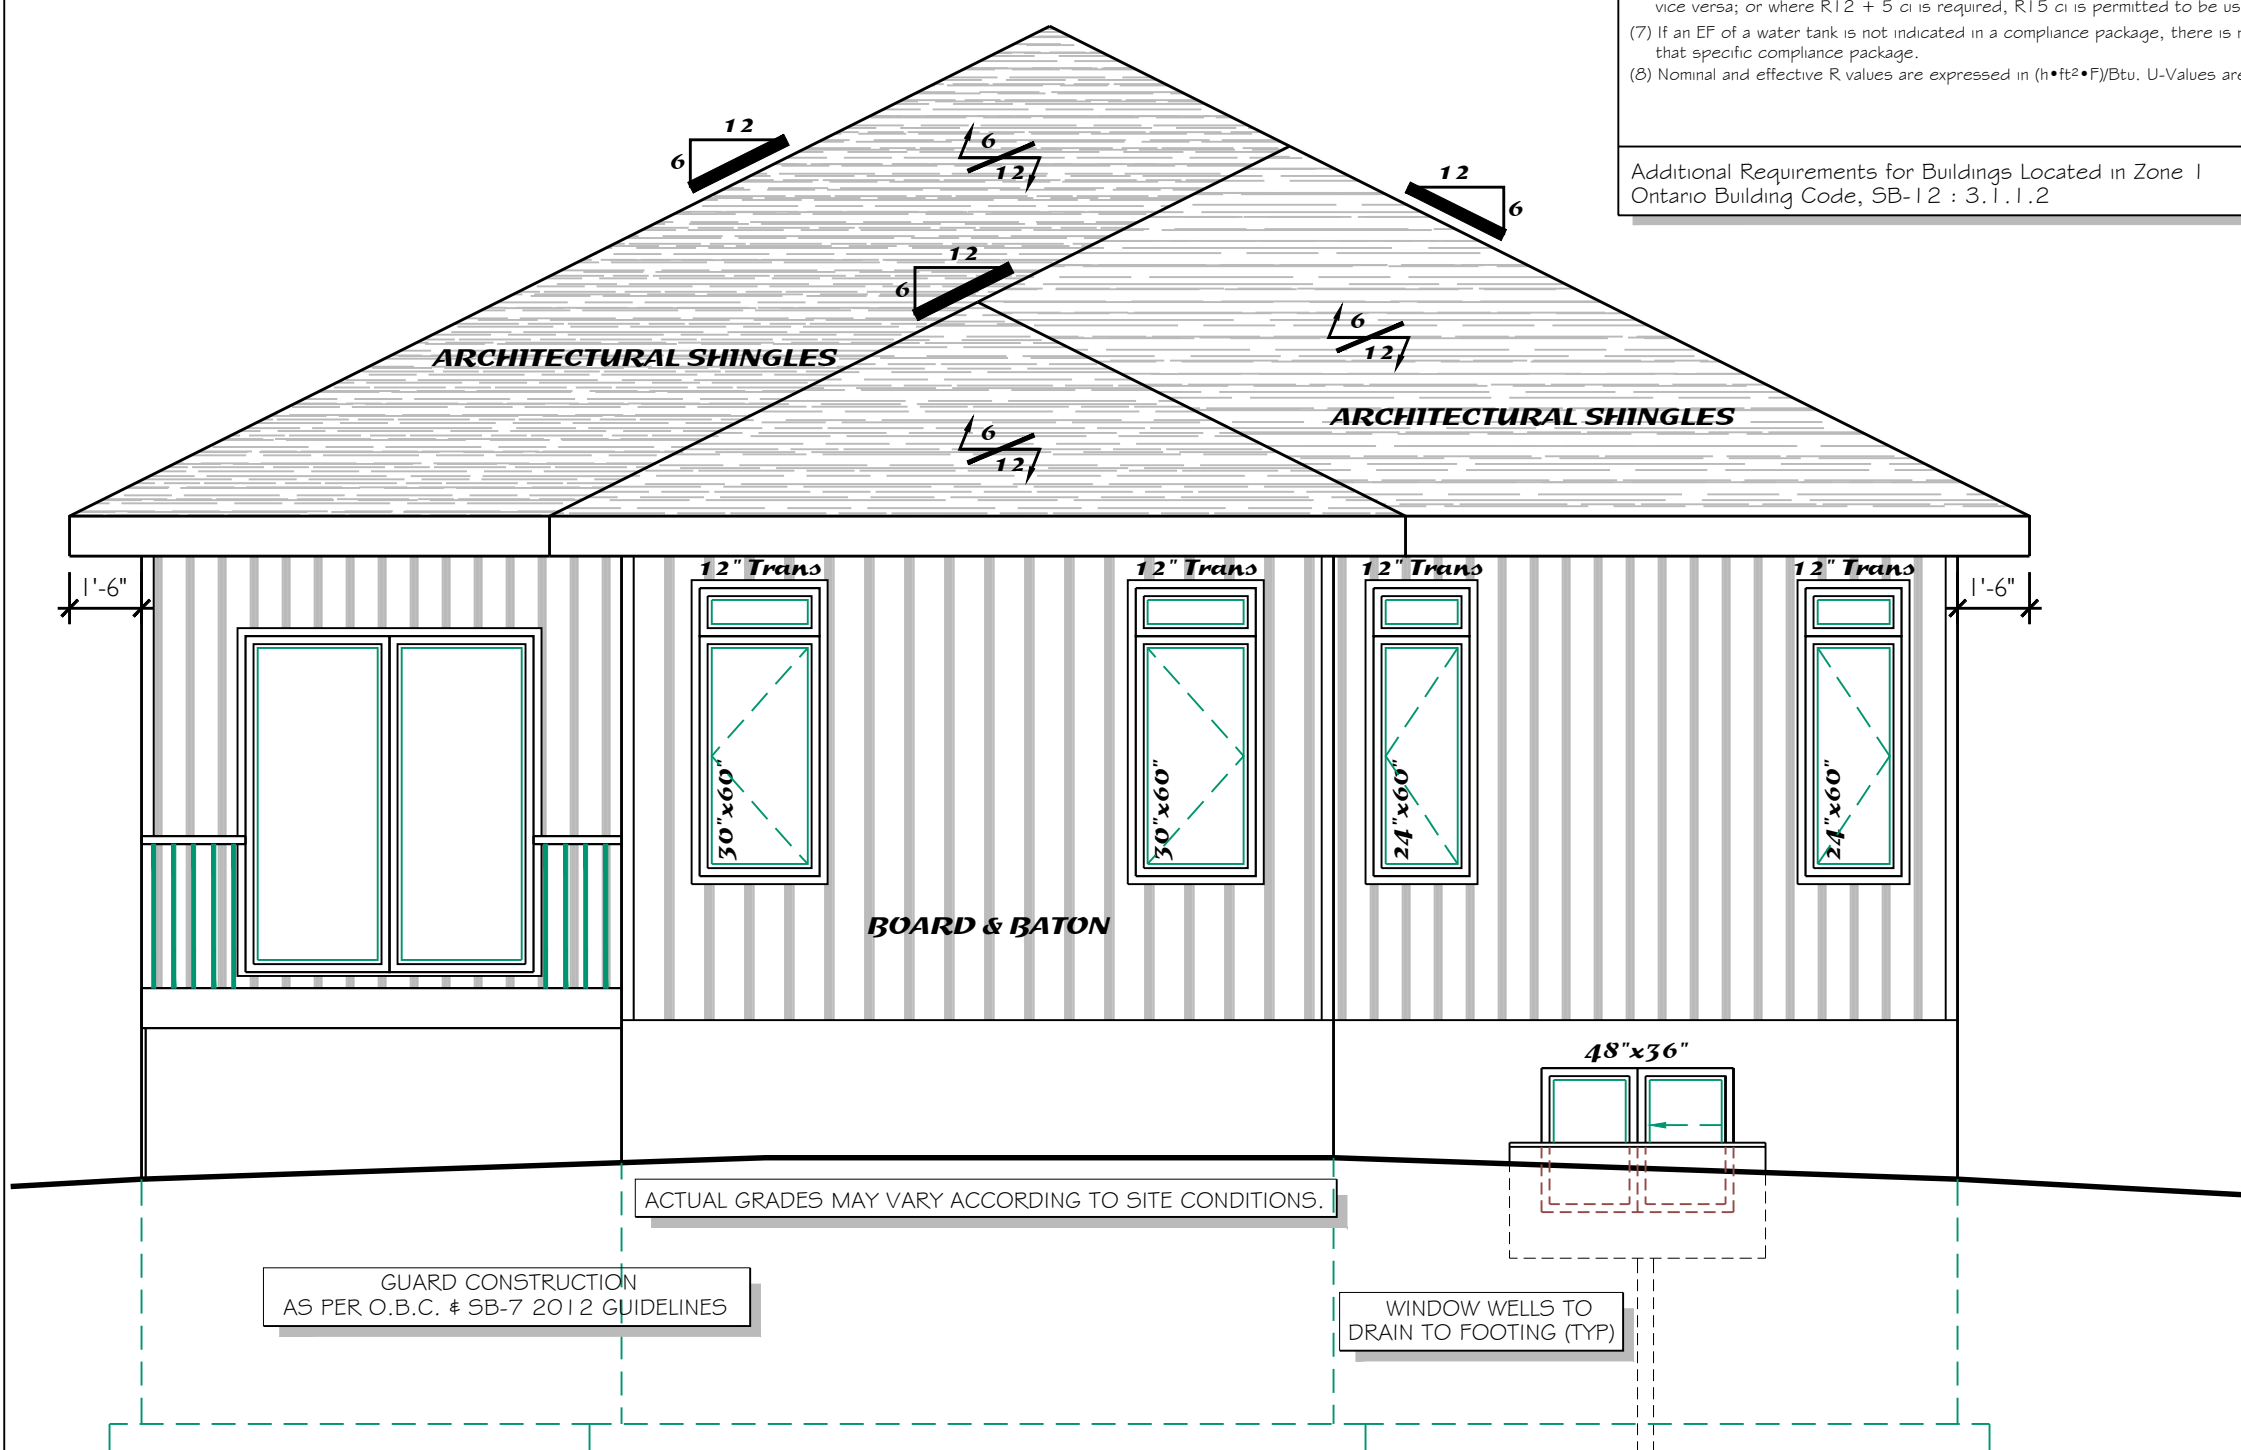 vice versa; or where R12 + 5 ci is required, R15 ci is permitted to be us
(7) If an EF of a water tank is not indicated in a compliance package, there is
that specific compliance package.
(8) Nominal and effective R values are expressed in (h•ft²•F)/Btu. U-Values are
Additional Requirements for Buildings Located in Zone 1
Ontario Building Code, SB-12 : 3.1.1.2
12
6
6
12
12
6
12
6
6
12
ARCHITECTURAL SHINGLES
ARCHITECTURAL SHINGLES
6
12
1'-6"
12" Trans
12" Trans
12" Trans
12" Trans
1'-6"
30"x60"
30"x60"
24"x60"
24"x60"
BOARD & BATON
48"x36"
ACTUAL GRADES MAY VARY ACCORDING TO SITE CONDITIONS.
GUARD CONSTRUCTION
AS PER O.B.C. & SB-7 2012 GUIDELINES
WINDOW WELLS TO
DRAIN TO FOOTING (TYP)